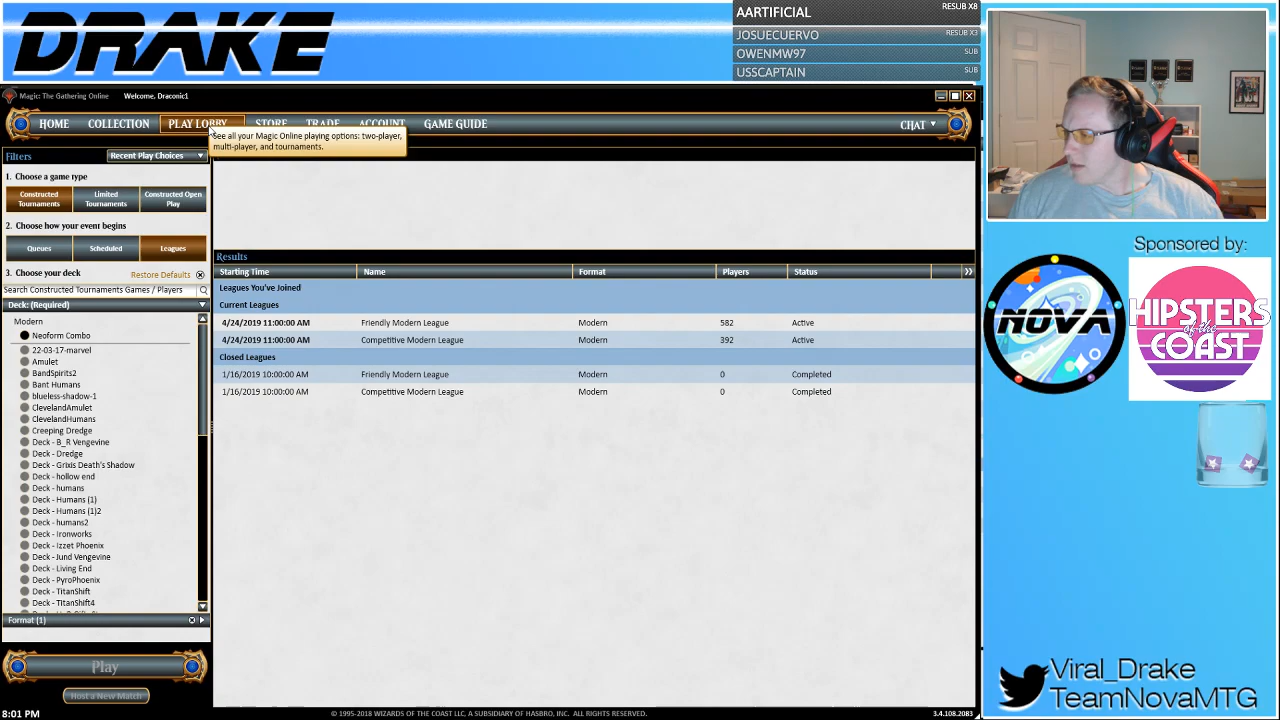 DRAKE
AARTIFICIAL RESUB X8
JOSUECUERVO RESUB X3
OWENMW97 SUB
USSCAPTAIN SUB
Magic: The Gathering Online Welcome, Draconic1
HOME COLLECTION PLAY LOBBY STORE TRADE ACCOUNT GAME GUIDE CHAT
See all your Magic Online playing options: two-player,
multi-player, and tournaments.
Filters Recent Play Choices
1. Choose a game type
Constructed Tournaments
Limited Tournaments
Constructed Open Play
2. Choose how your event begins
Queues Scheduled Leagues
3. Choose your deck Restore Defaults
Search Constructed Tournaments Games / Players
Deck: (Required)
Modern
Neoform Combo
22-03-17-marvel
Amulet
BandSpirits2
Bant Humans
blueless-shadow-1
ClevelandAmulet
ClevelandHumans
Creeping Dredge
Deck - B_R Vengevine
Deck - Dredge
Deck - Grixis Death's Shadow
Deck - hollow end
Deck - humans
Deck - Humans (1)
Deck - Humans (1)2
Deck - humans2
Deck - Ironworks
Deck - Izzet Phoenix
Deck - Jund Vengevine
Deck - Living End
Deck - PyroPhoenix
Deck - TitanShift
Deck - TitanShift4
Format (1)
Play
Host a New Match
8:01 PM
Results
Starting Time Name Format Players Status
Leagues You've Joined
Current Leagues
4/24/2019 11:00:00 AM Friendly Modern League Modern 582 Active
4/24/2019 11:00:00 AM Competitive Modern League Modern 392 Active
Closed Leagues
1/16/2019 10:00:00 AM Friendly Modern League Modern 0 Completed
1/16/2019 10:00:00 AM Competitive Modern League Modern 0 Completed
© 1995-2018 WIZARDS OF THE COAST LLC, A SUBSIDIARY OF HASBRO, INC. ALL RIGHTS RESERVED.
3.4.108.2083
Sponsored by:
NOVA
HIPSTERS
of the
COAST
Viral_Drake
TeamNovaMTG